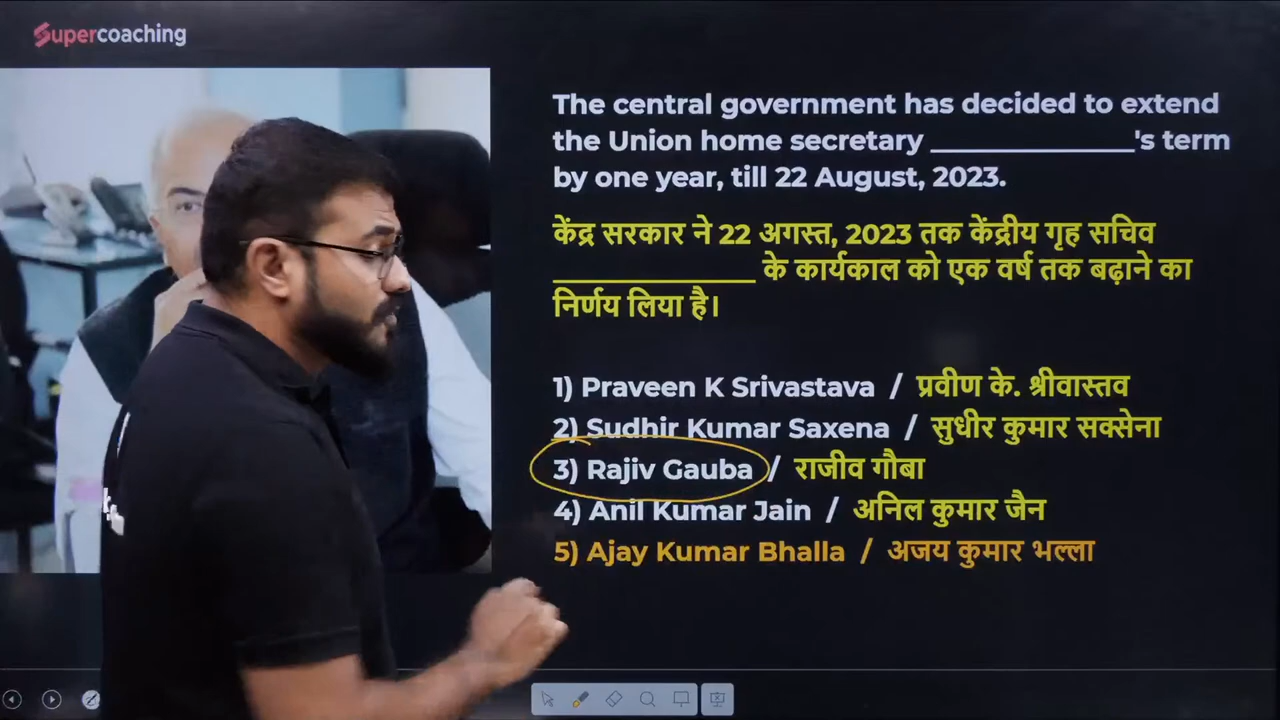 Supercoaching
The central government has decided to extend
the Union home secretary ______________'s term
by one year, till 22 August, 2023.
केंद्र सरकार ने 22 अगस्त, 2023 तक केंद्रीय गृह सचिव
______________ के कार्यकाल को एक वर्ष तक बढ़ाने का
निर्णय लिया है।
1) Praveen K Srivastava / प्रवीण के. श्रीवास्तव
2) Sudhir Kumar Saxena / सुधीर कुमार सक्सेना
3) Rajiv Gauba / राजीव गौबा
4) Anil Kumar Jain / अनिल कुमार जैन
5) Ajay Kumar Bhalla / अजय कुमार भल्ला